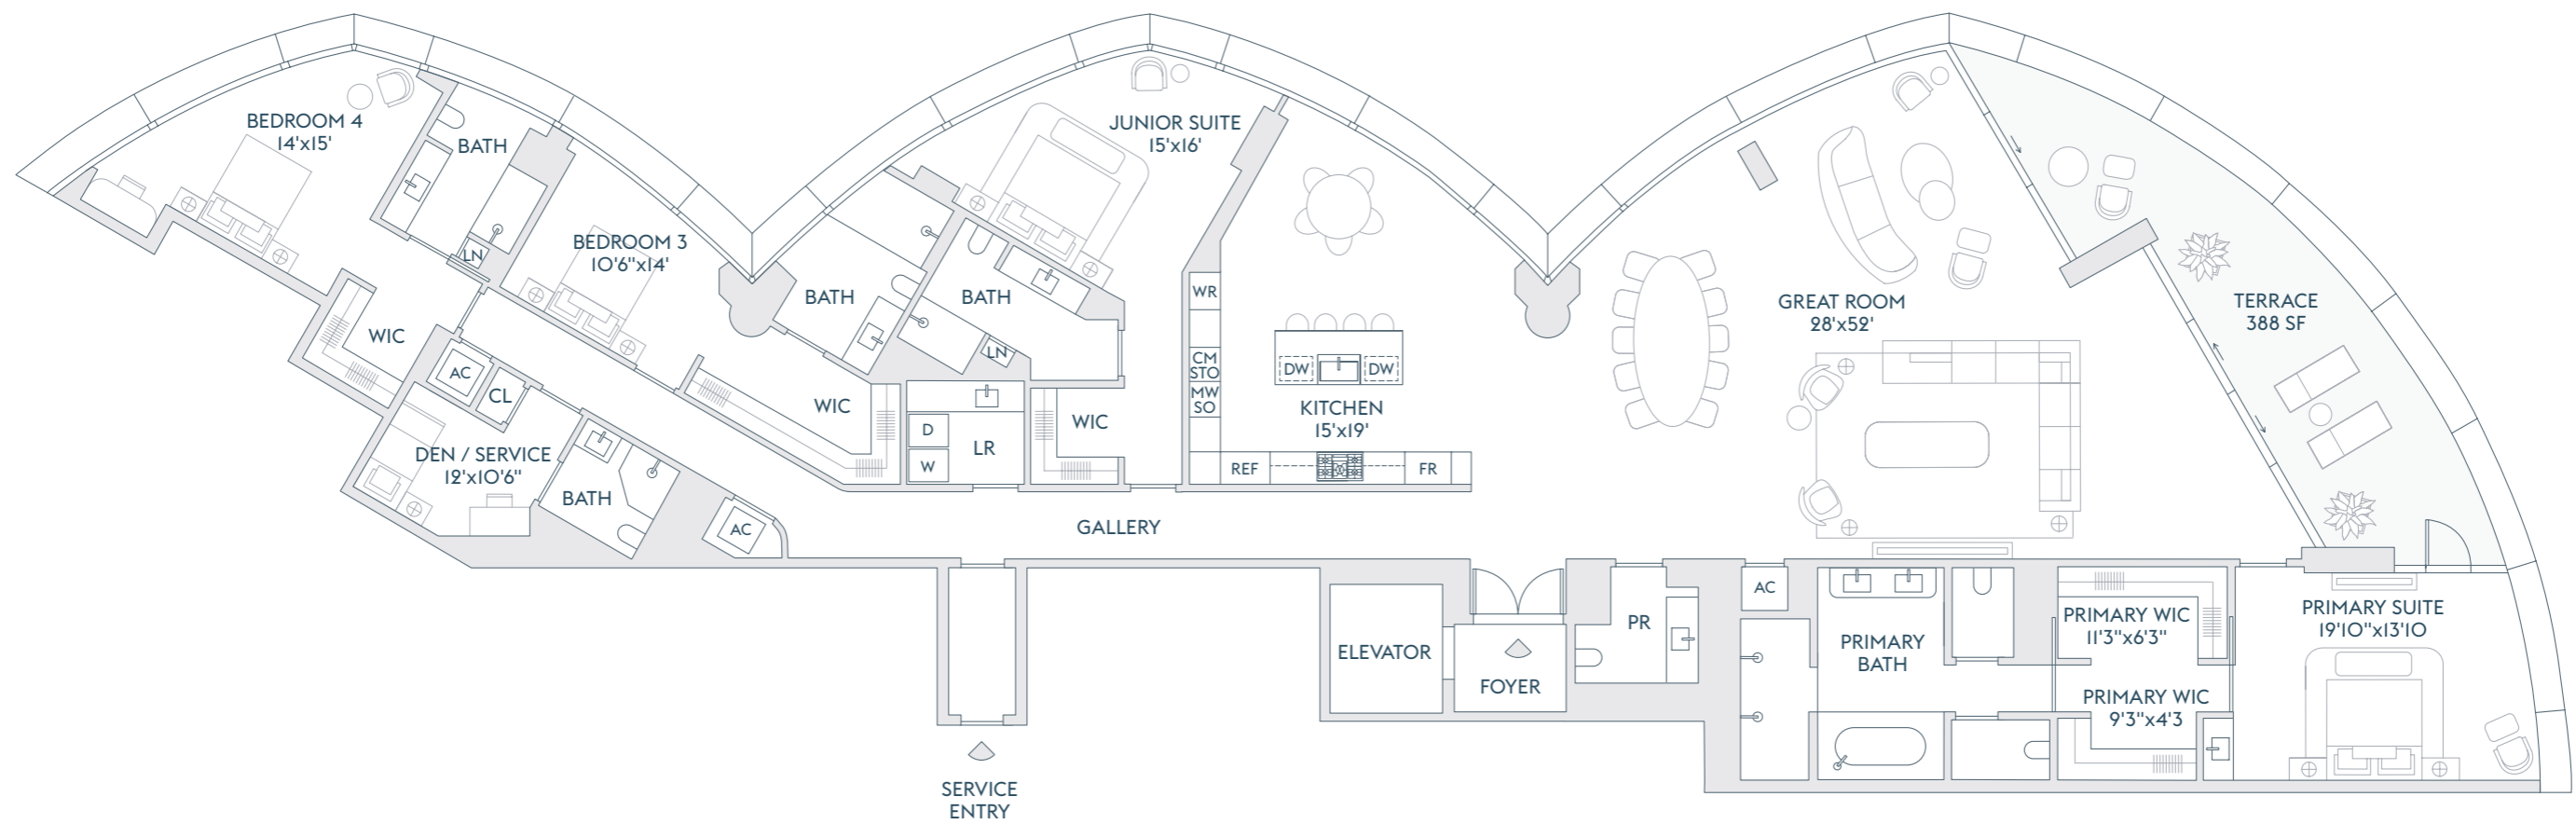 BEDROOM 4
14'x15'
BATH
LN
WIC
AC
CL
DEN / SERVICE
12'x10'6"
BATH
AC
BEDROOM 3
10'6"x14'
BATH
WIC
JUNIOR SUITE
15'x16'
BATH
LN
D
W
LR
WIC
WR
CM
STO
MW
SO
DW
DW
KITCHEN
15'x19'
REF
FR
GALLERY
GREAT ROOM
28'x52'
TERRACE
388 SF
SERVICE
ENTRY
ELEVATOR
FOYER
PR
AC
PRIMARY
BATH
PRIMARY WIC
11'3"x6'3"
PRIMARY WIC
9'3"x4'3
PRIMARY SUITE
19'10"x13'10